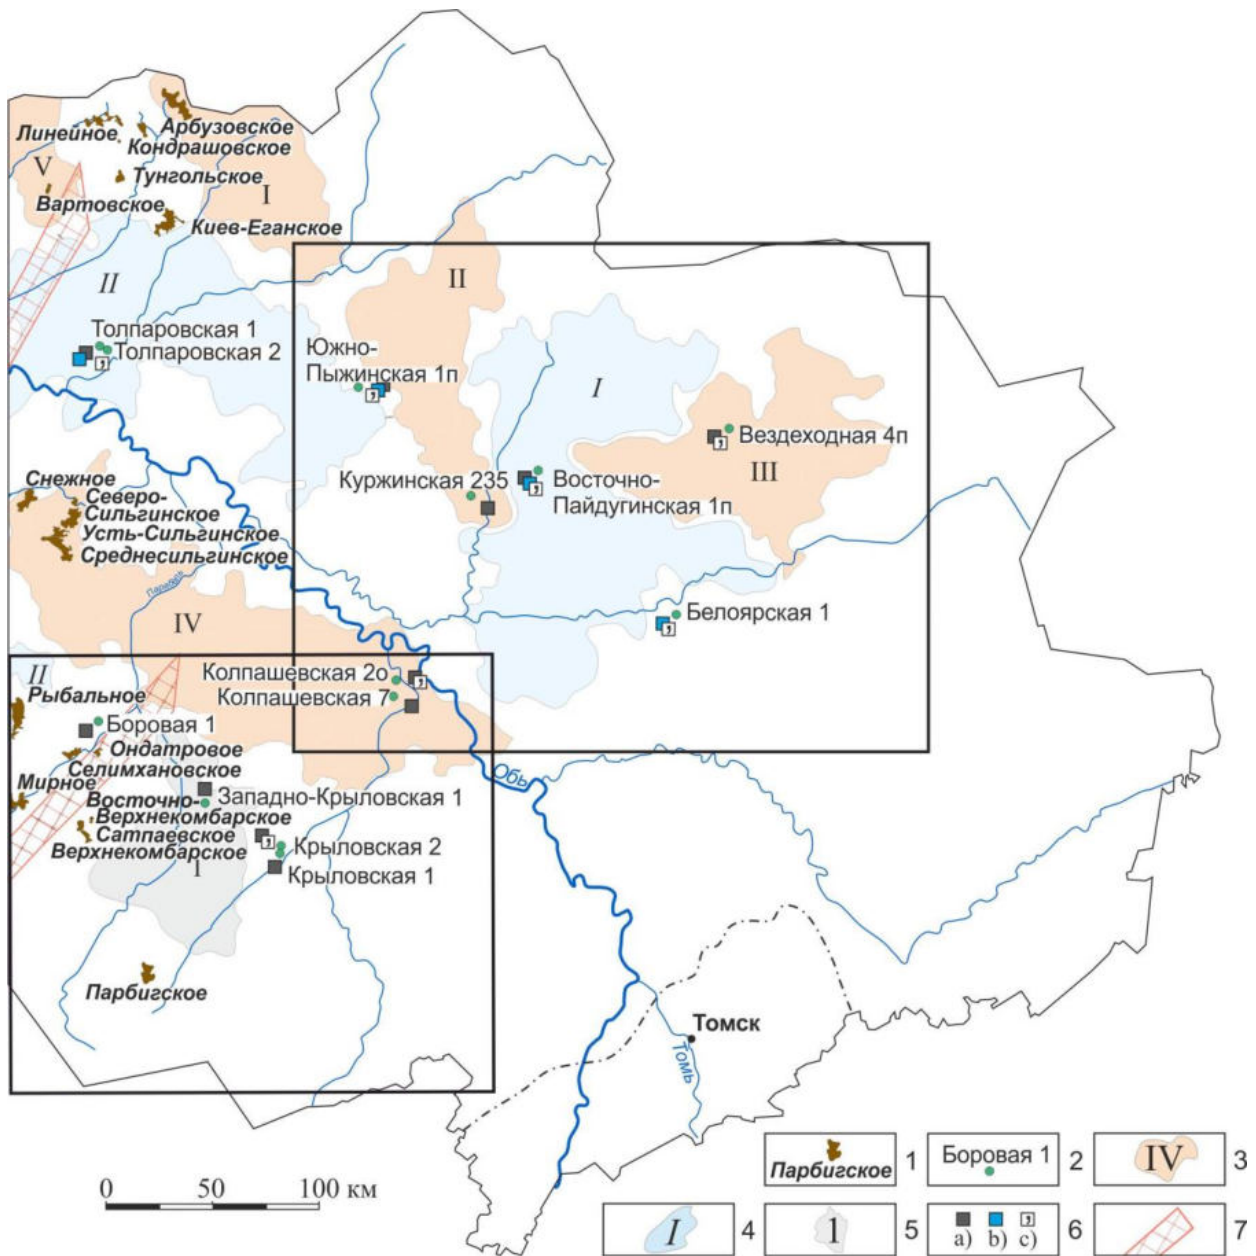 Линейное
Арбузовское
Кондрашовское
V
Тунгольское
I
Вартовское
Киев-Еганское
II
II
Толпаровская 1
Толпаровская 2
Южно-
Пыжинская 1п
I
Вездеходная 4п
III
Снежное
Северо-
Сильгинское
Усть-Сильгинское
Среднесильгинское
Куржинская 235
Восточно-
Пайдугинская 1п
Парабель
IV
Белоярская 1
II
Рыбальное
Колпашевская 2о
Колпашевская 7
Боровая 1
Ондатровое
Селимхановское
Мирное
Западно-Крыловская 1
Восточно-
Верхнекомбарское
Сатпаевское
Верхнекомбарское
Крыловская 2
Крыловская 1
I
Обь
Парбигское
Томск
Томь
0 50 100 км
Парбигское 1
Боровая 1 2
IV 3
I 4
1 5
a) b) c) 6
7